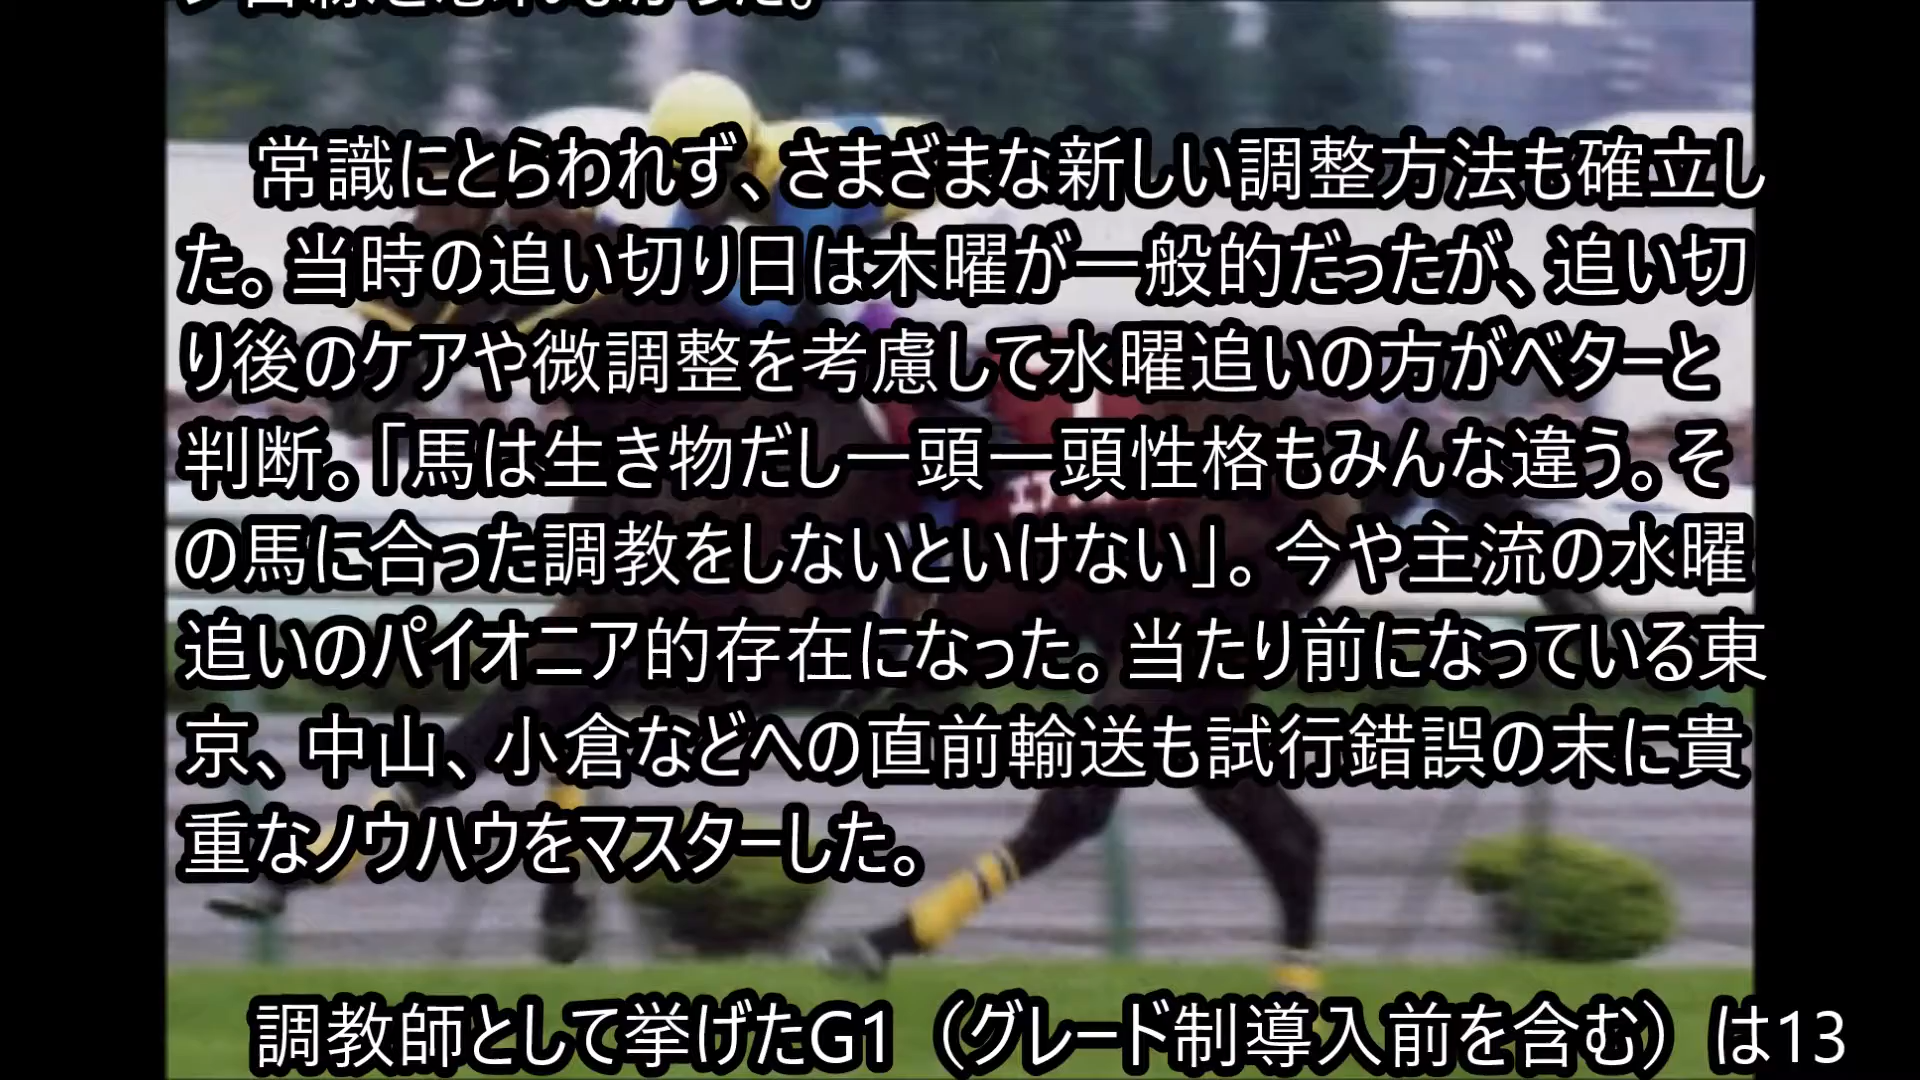 常識にとらわれず、さまざまな新しい調整方法も確立し
た。当時の追い切り日は木曜が一般的だったが、追い切
り後のケアや微調整を考慮して水曜追いの方がベターと
判断。「馬は生き物だし一頭一頭性格もみんな違う。そ
の馬に合った調教をしないといけない」。今や主流の水曜
追いのパイオニア的存在になった。当たり前になっている東
京、中山、小倉などへの直前輸送も試行錯誤の末に貴
重なノウハウをマスターした。
調教師として挙げたG1（グレード制導入前を含む）は13